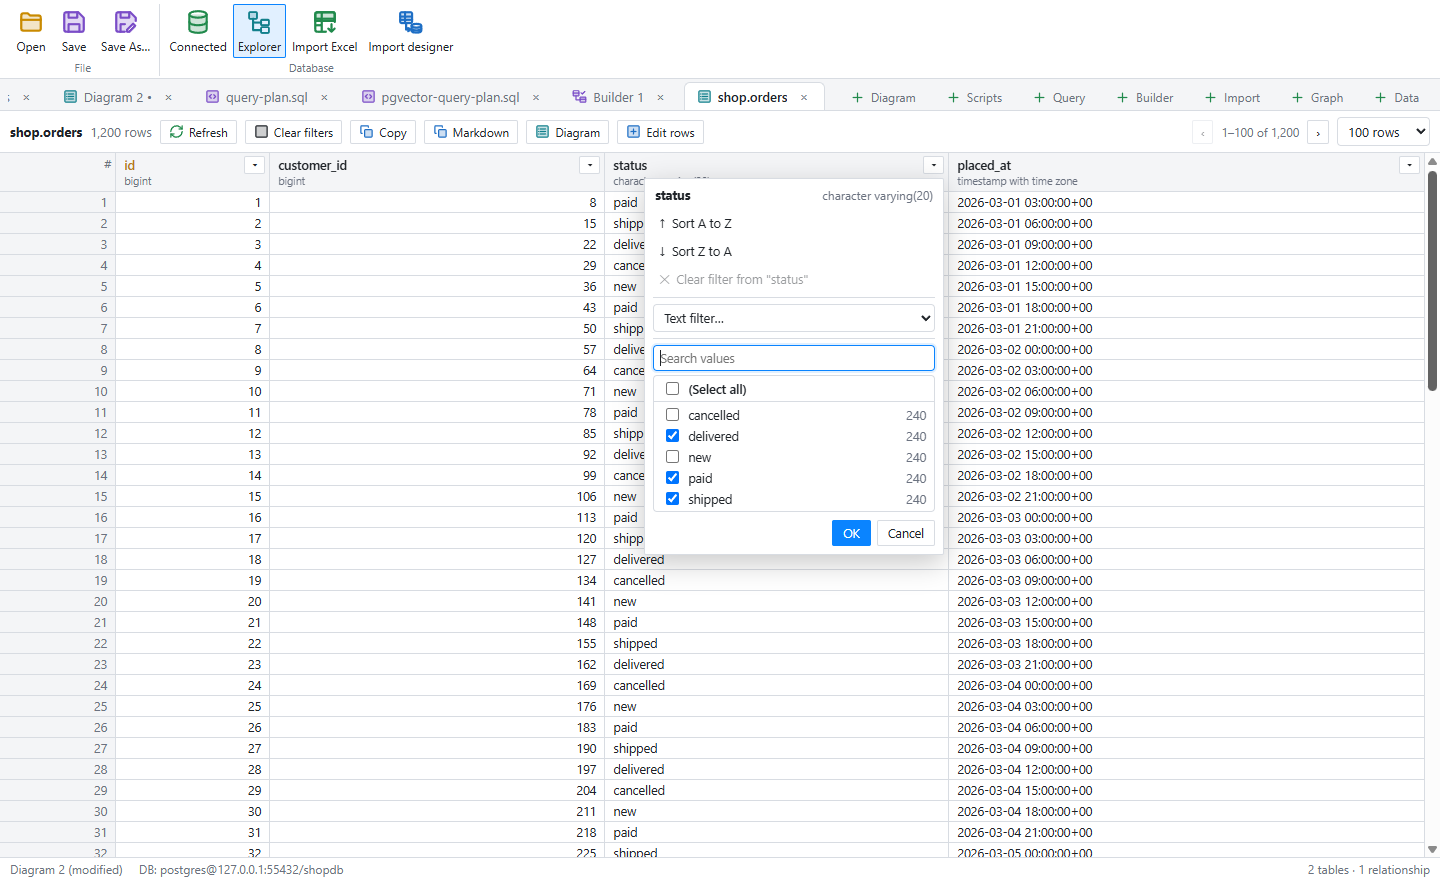 Open Save Save As... Connected Explorer Import Excel Import designer
File Database
Diagram 2 • × query-plan.sql × pgvector-query-plan.sql × Builder 1 × shop.orders × + Diagram + Scripts + Query + Builder + Import + Graph + Data
shop.orders 1,200 rows Refresh Clear filters Copy Markdown Diagram Edit rows ‹ 1–100 of 1,200 › 100 rows
# id customer_id status placed_at
bigint bigint timestamp with time zone
status character varying(20)
↑ Sort A to Z
↓ Sort Z to A
× Clear filter from "status"
Text filter...
Search values
(Select all)
cancelled 240
delivered 240
new 240
paid 240
shipped 240
OK Cancel
1 1 8 paid 2026-03-01 03:00:00+00
2 2 15 shipp 2026-03-01 06:00:00+00
3 3 22 delive 2026-03-01 09:00:00+00
4 4 29 cance 2026-03-01 12:00:00+00
5 5 36 new 2026-03-01 15:00:00+00
6 6 43 paid 2026-03-01 18:00:00+00
7 7 50 shipp 2026-03-01 21:00:00+00
8 8 57 delive 2026-03-02 00:00:00+00
9 9 64 cance 2026-03-02 03:00:00+00
10 10 71 new 2026-03-02 06:00:00+00
11 11 78 paid 2026-03-02 09:00:00+00
12 12 85 shipp 2026-03-02 12:00:00+00
13 13 92 delive 2026-03-02 15:00:00+00
14 14 99 cance 2026-03-02 18:00:00+00
15 15 106 new 2026-03-02 21:00:00+00
16 16 113 paid 2026-03-03 00:00:00+00
17 17 120 shipp 2026-03-03 03:00:00+00
18 18 127 delivered 2026-03-03 06:00:00+00
19 19 134 cancelled 2026-03-03 09:00:00+00
20 20 141 new 2026-03-03 12:00:00+00
21 21 148 paid 2026-03-03 15:00:00+00
22 22 155 shipped 2026-03-03 18:00:00+00
23 23 162 delivered 2026-03-03 21:00:00+00
24 24 169 cancelled 2026-03-04 00:00:00+00
25 25 176 new 2026-03-04 03:00:00+00
26 26 183 paid 2026-03-04 06:00:00+00
27 27 190 shipped 2026-03-04 09:00:00+00
28 28 197 delivered 2026-03-04 12:00:00+00
29 29 204 cancelled 2026-03-04 15:00:00+00
30 30 211 new 2026-03-04 18:00:00+00
31 31 218 paid 2026-03-04 21:00:00+00
32 32 225 shipped 2026-03-05 00:00:00+00
Diagram 2 (modified) DB: postgres@127.0.0.1:55432/shopdb 2 tables · 1 relationship